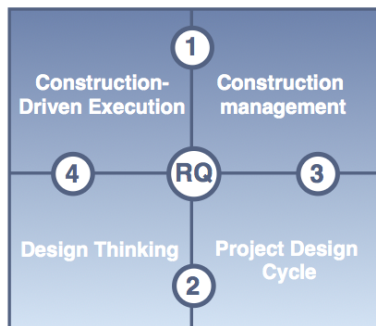 1
Construction-
Driven Execution
Construction
management
4
RQ
3
Design Thinking
Project Design
Cycle
2